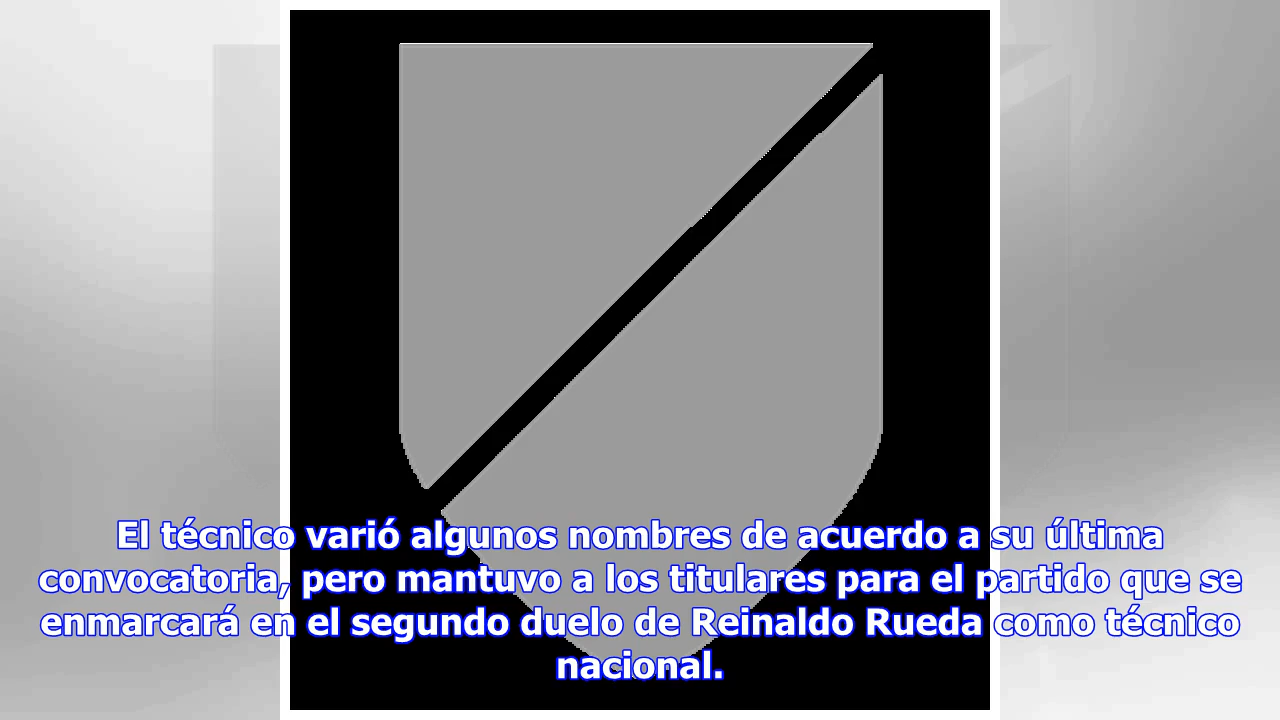 El técnico varió algunos nombres de acuerdo a su última
convocatoria, pero mantuvo a los titulares para el partido que se
enmarcará en el segundo duelo de Reinaldo Rueda como técnico
nacional.